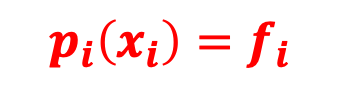 pᵢ(xᵢ) = fᵢ